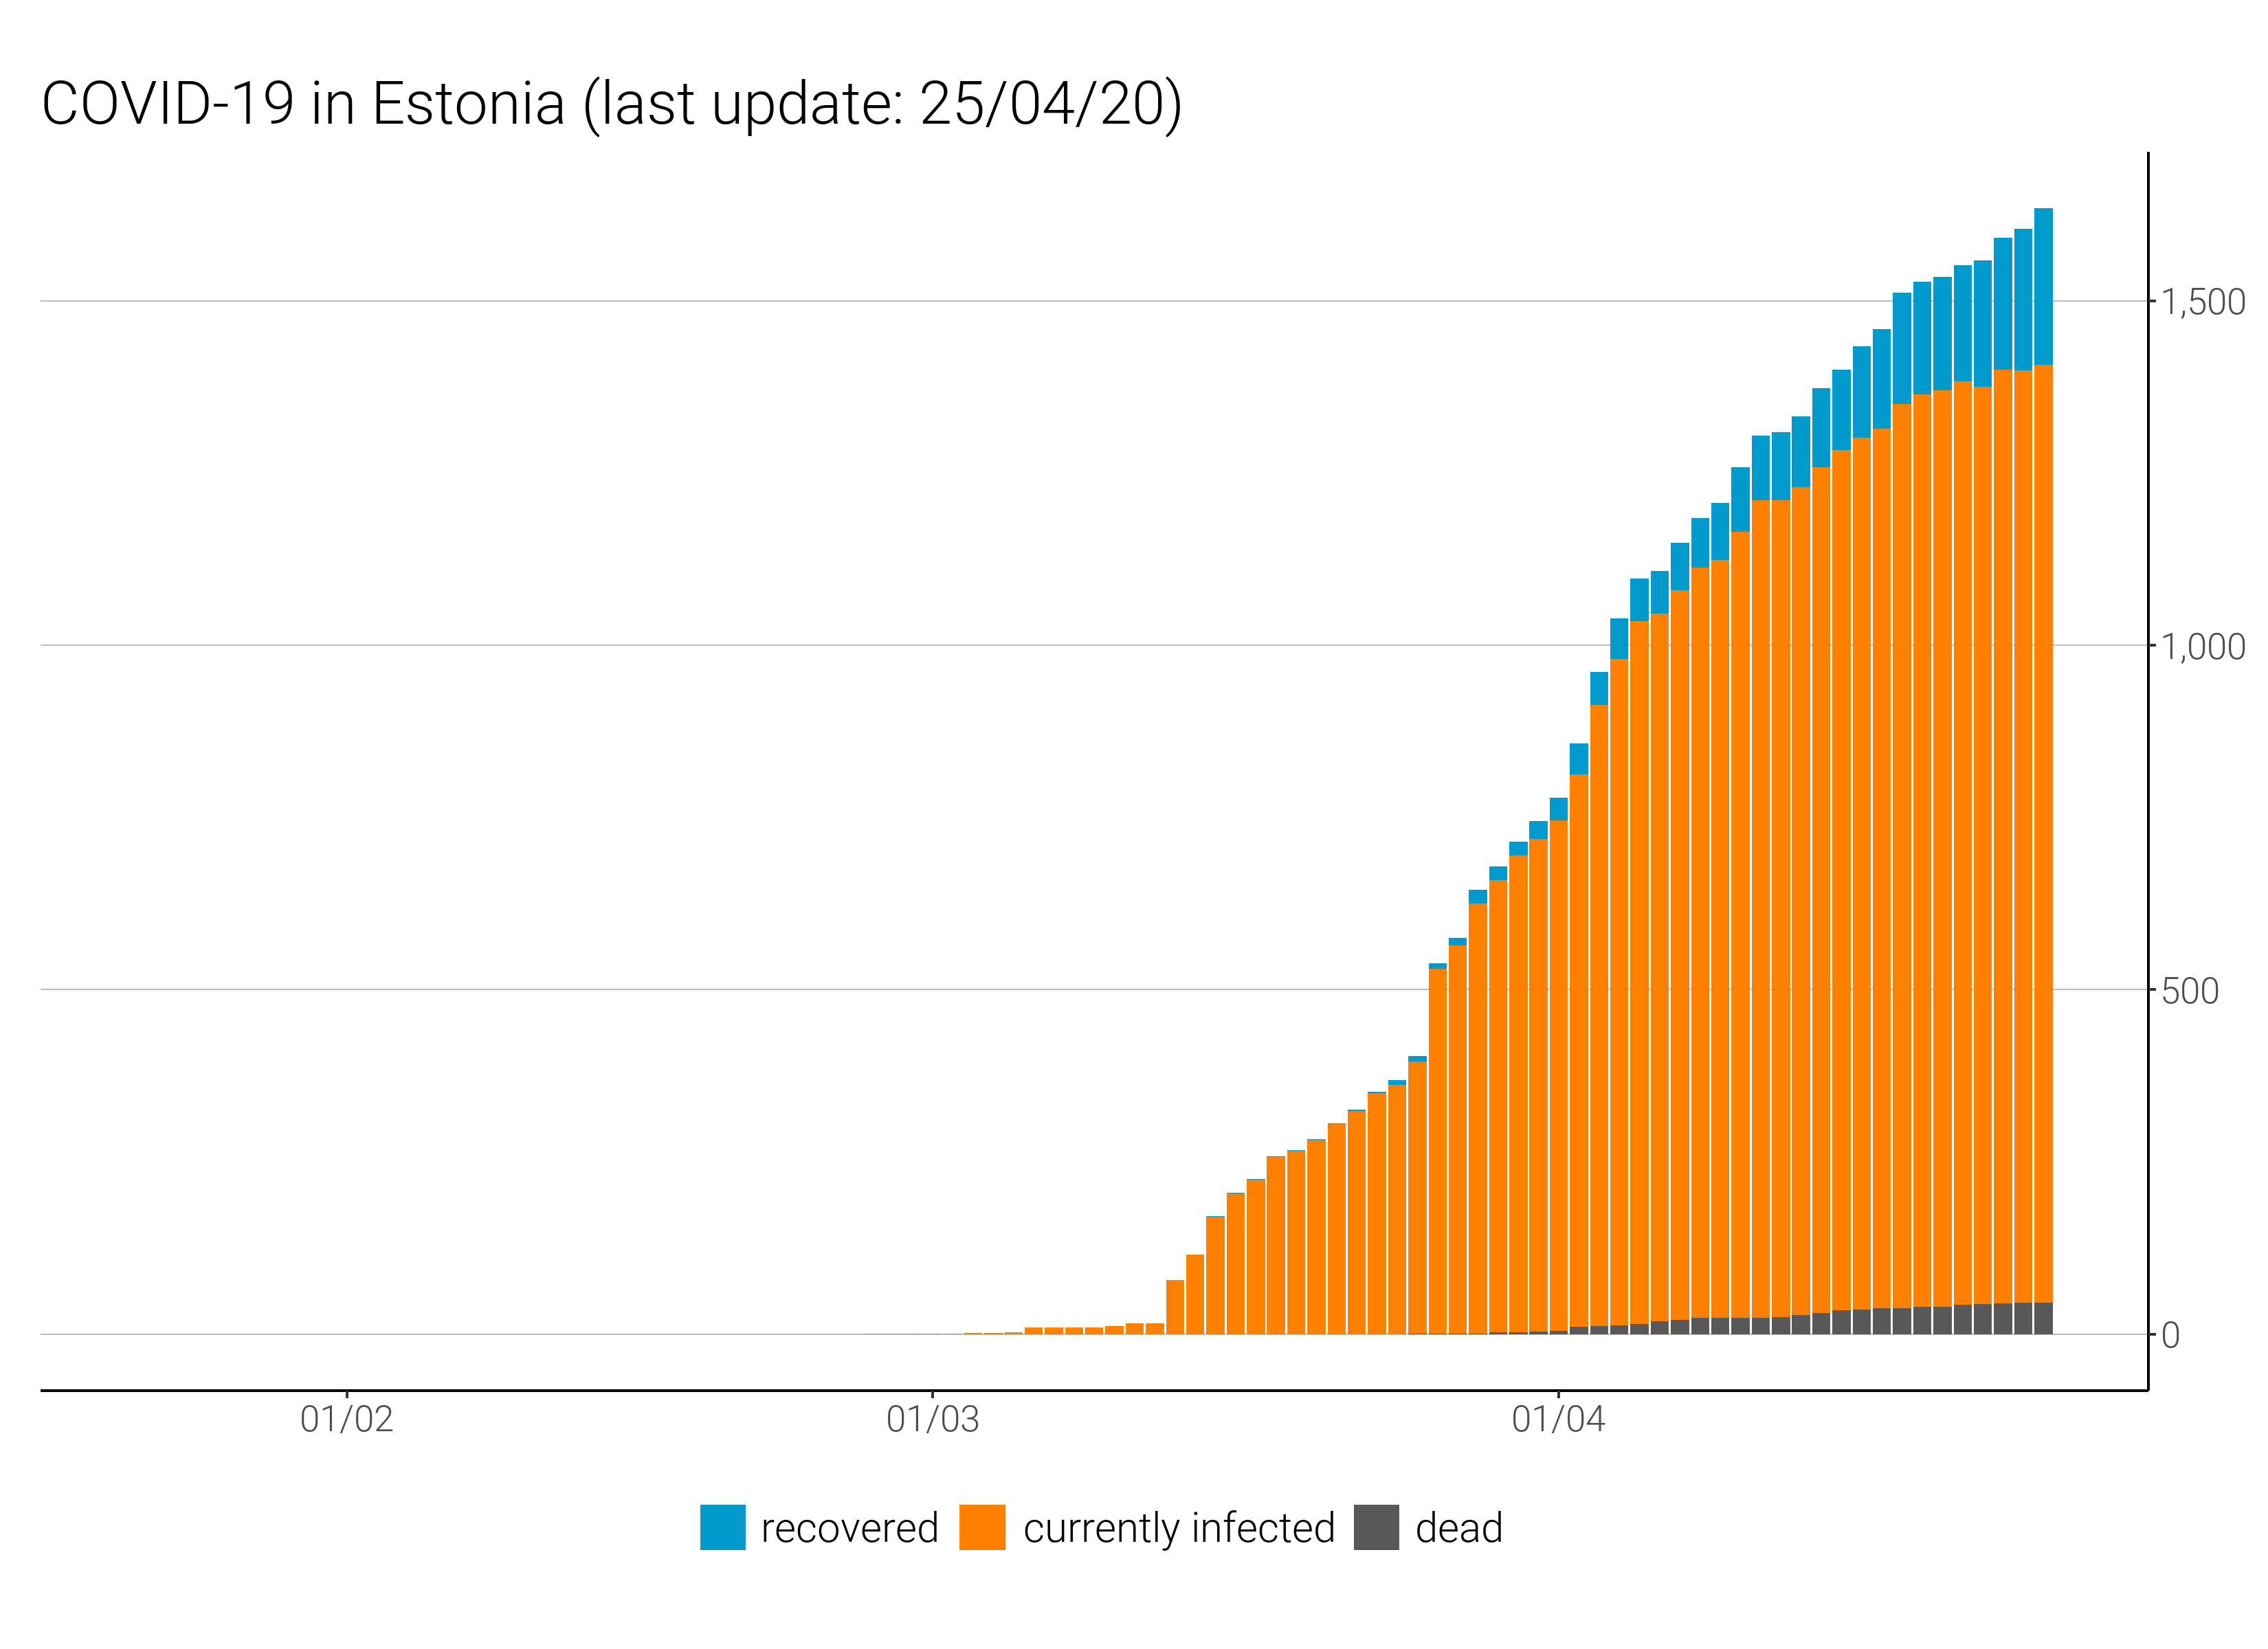 COVID-19 in Estonia (last update: 25/04/20)
1,500
1,000
500
0
01/02 01/03 01/04
recovered currently infected dead